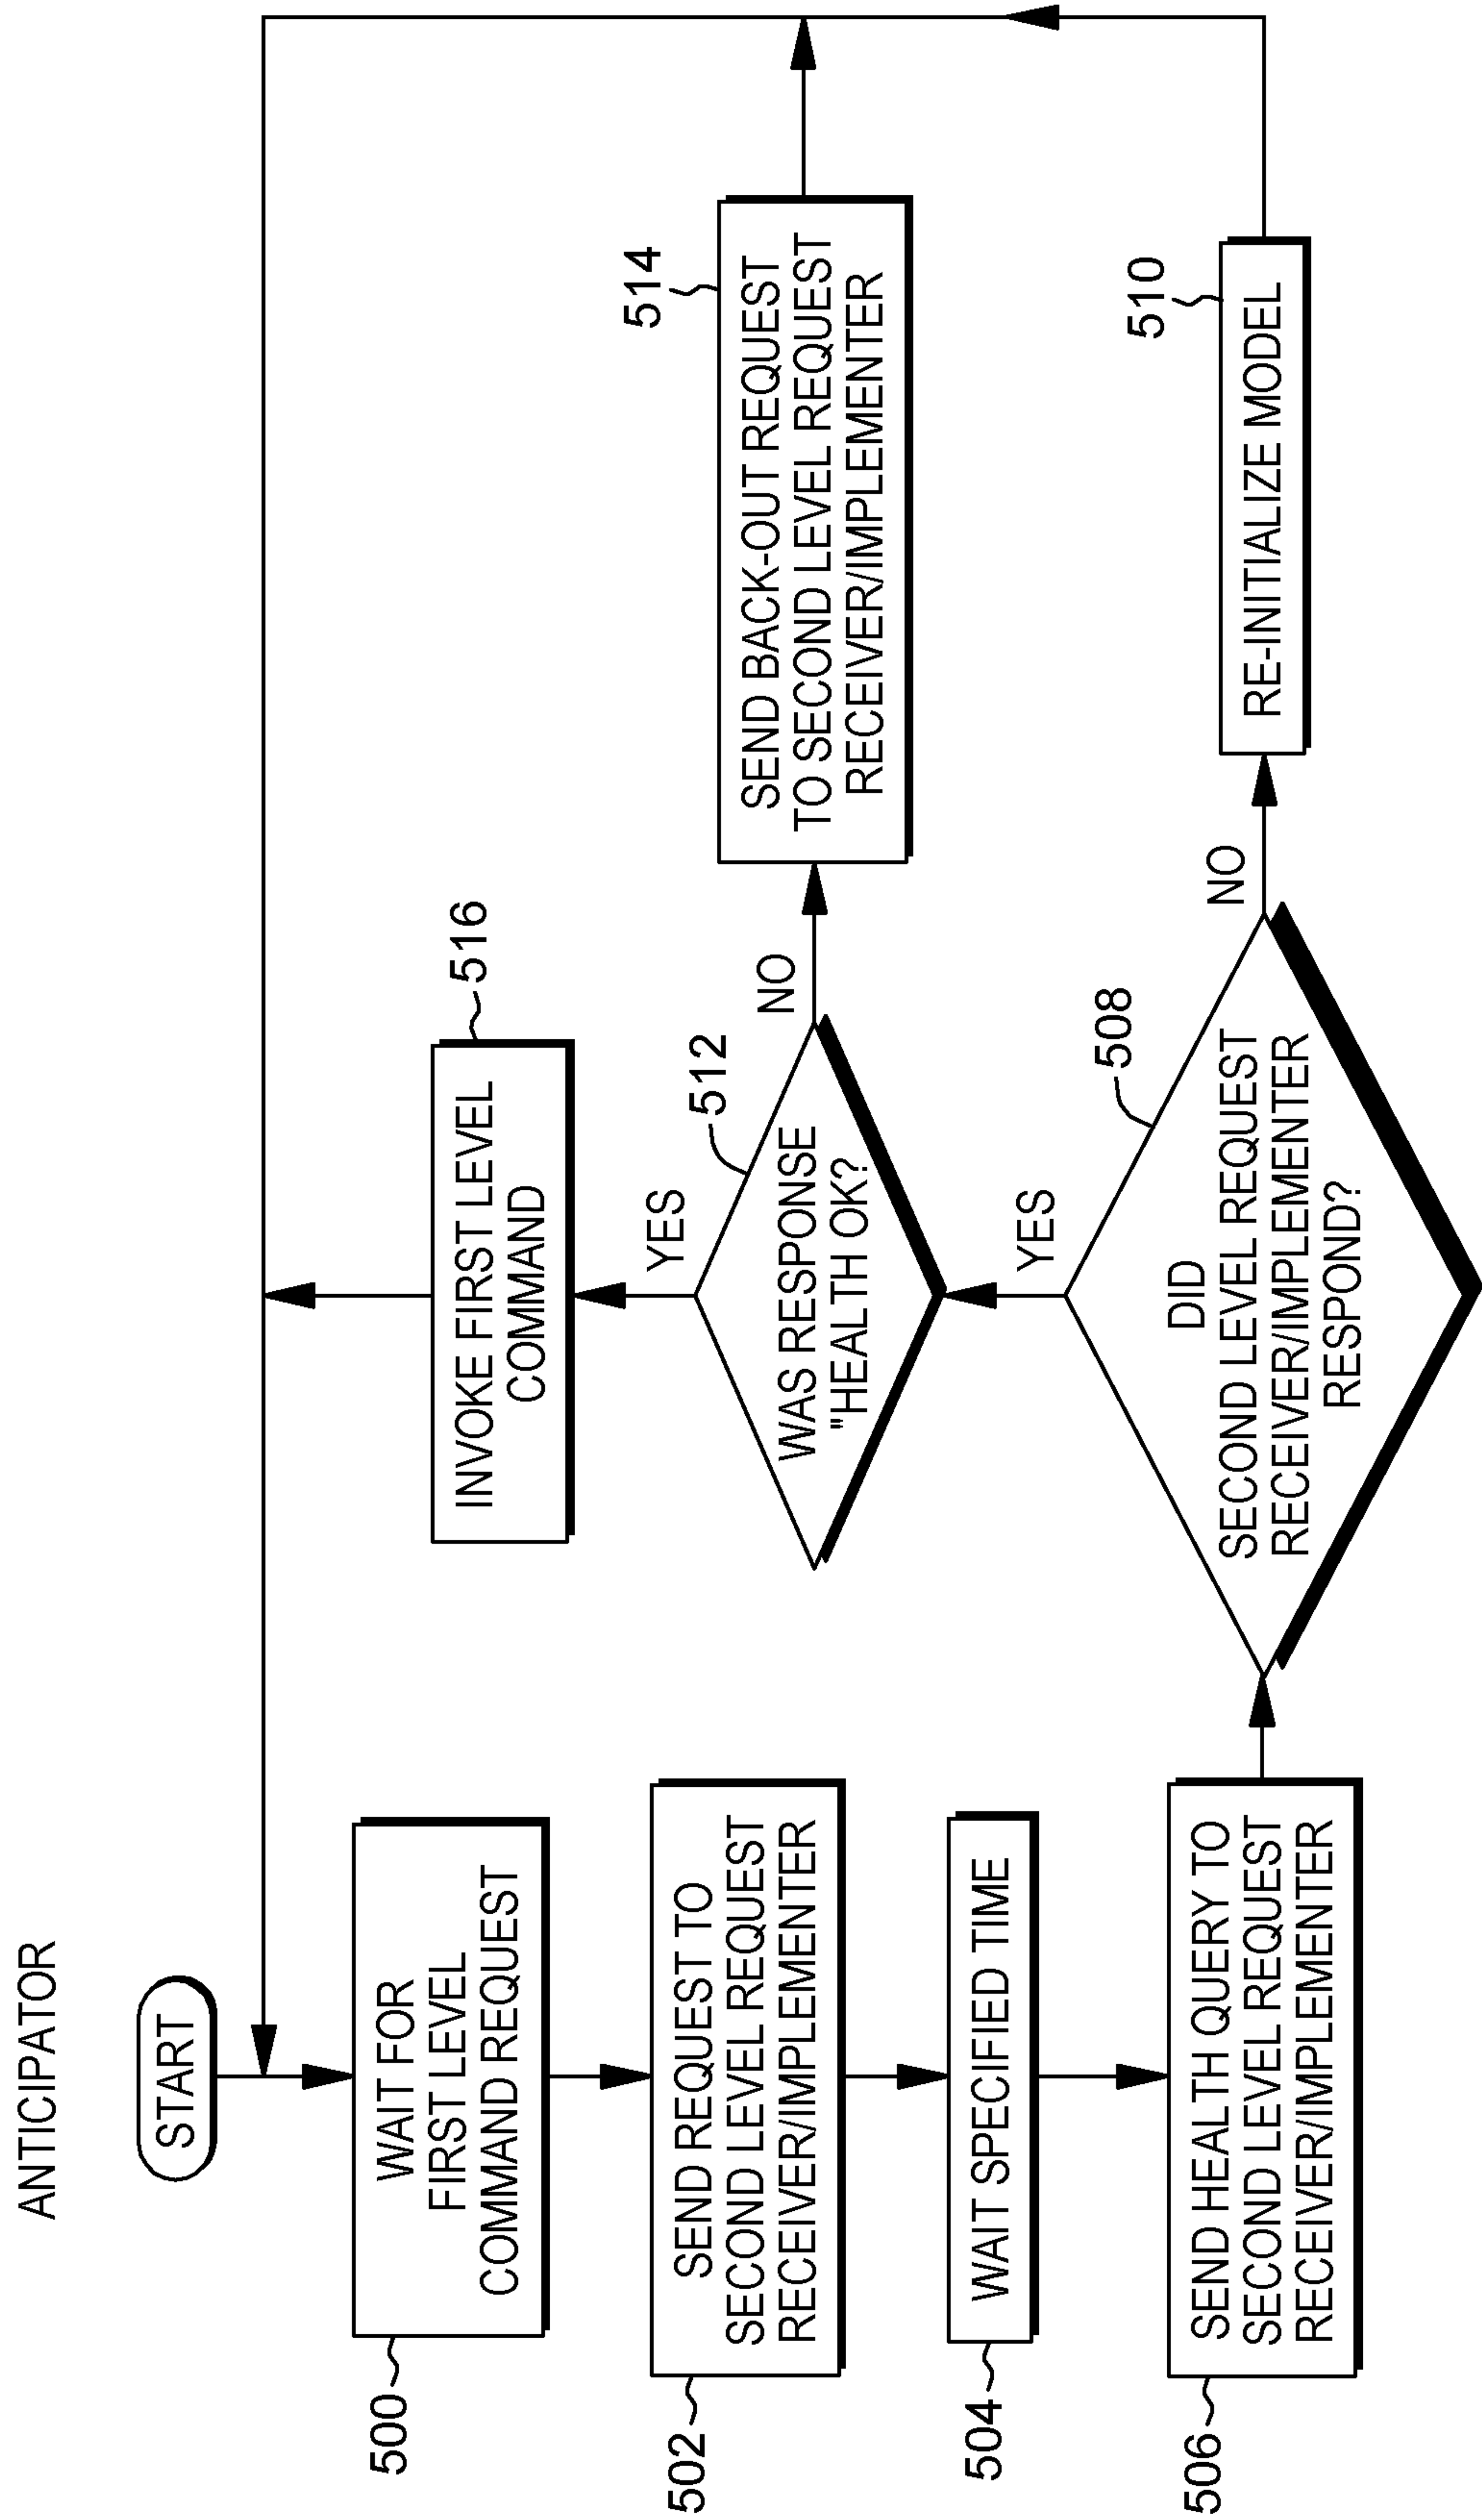 ANTICIPATOR
START
WAIT FOR
FIRST LEVEL
COMMAND REQUEST
500
SEND REQUEST TO
SECOND LEVEL REQUEST
RECEIVER/IMPLEMENTER
502
WAIT SPECIFIED TIME
504
SEND HEALTH QUERY TO
SECOND LEVEL REQUEST
RECEIVER/IMPLEMENTER
506
DID
SECOND LEVEL REQUEST
RECEIVER/IMPLEMENTER
RESPOND?
508
NO
RE-INITIALIZE MODEL
510
YES
WAS RESPONSE
"HEALTH OK?
512
NO
SEND BACK-OUT REQUEST
TO SECOND LEVEL REQUEST
RECEIVER/IMPLEMENTER
514
YES
INVOKE FIRST LEVEL
COMMAND
516